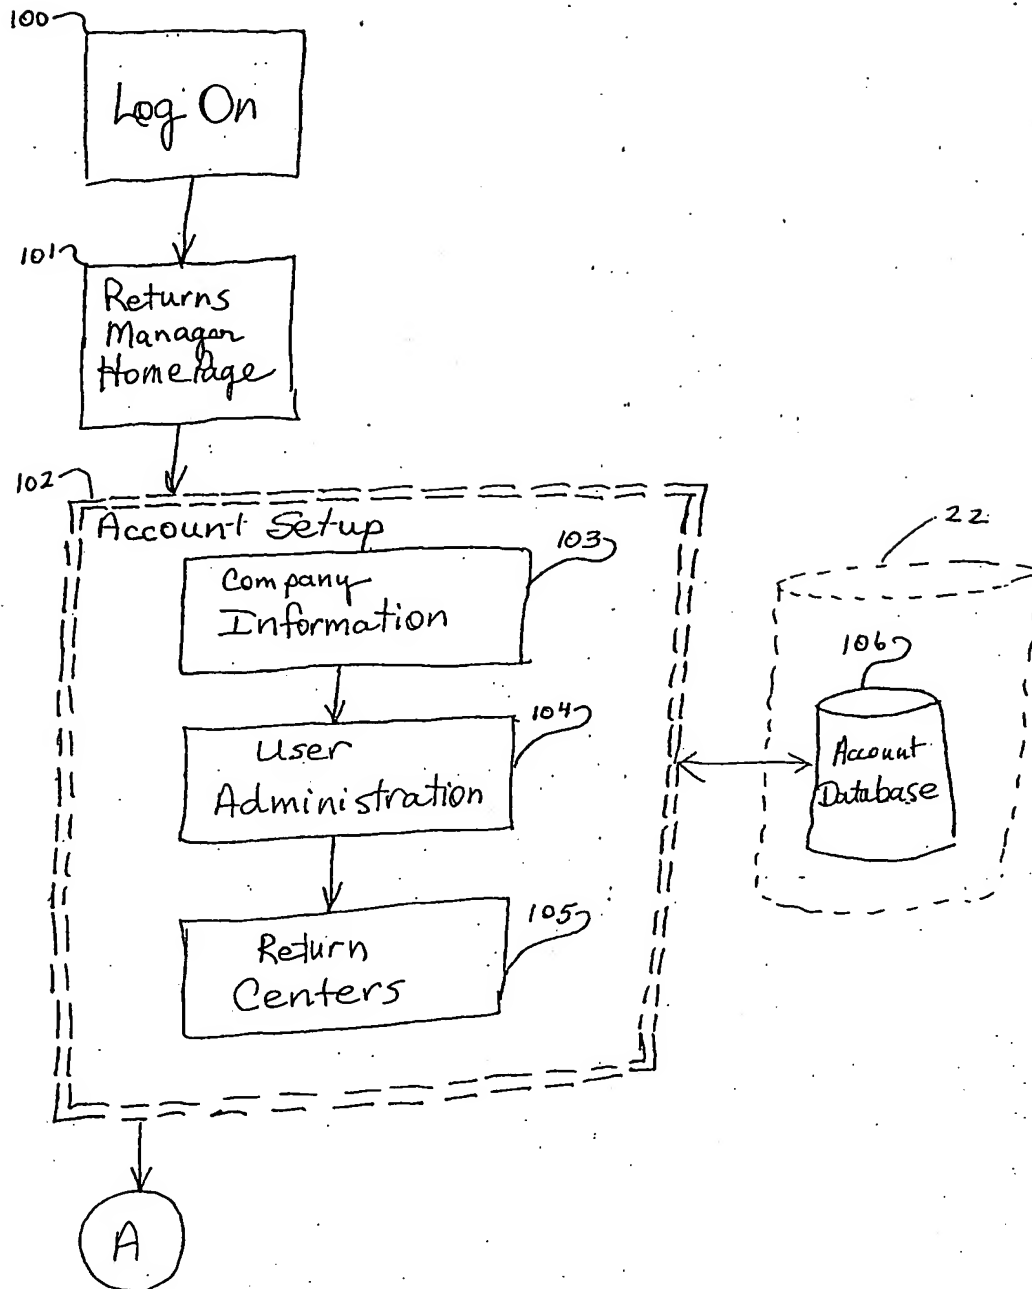 100
Log On
101
Returns
Manager
HomePage
102
Account Setup
103
Company
Information
22
106
104
User
Administration
Account
Database
105
Return
Centers
A